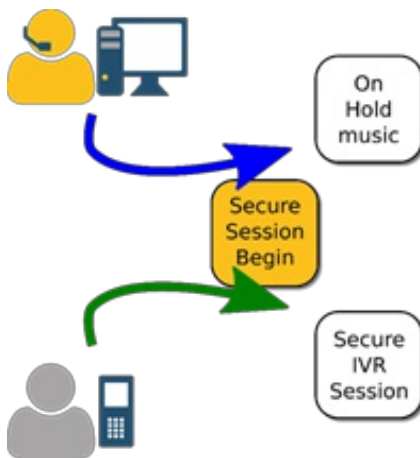 On
Hold
music
Secure
Session
Begin
Secure
IVR
Session